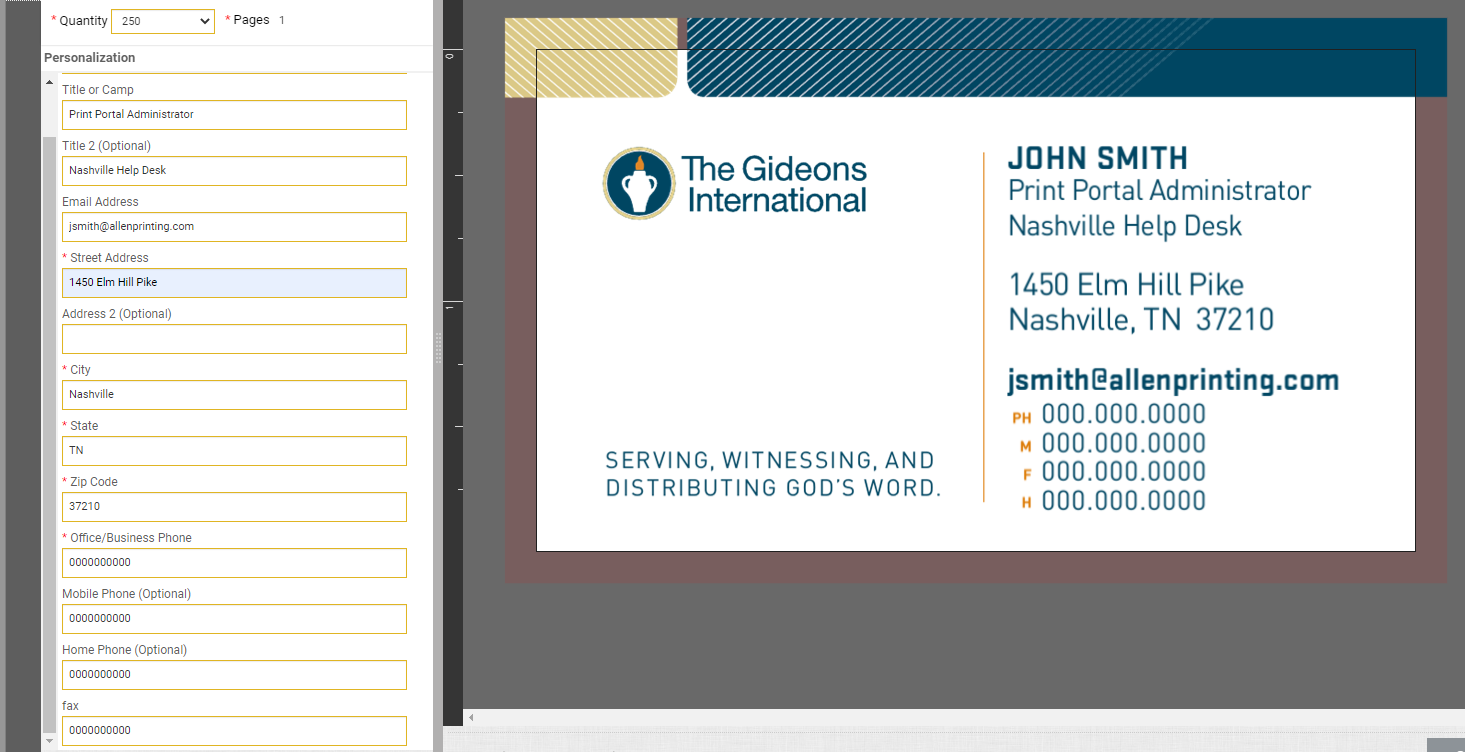 * Quantity 250 * Pages 1
Personalization
Title or Camp
Print Portal Administrator
Title 2 (Optional)
Nashville Help Desk
Email Address
jsmith@allenprinting.com
* Street Address
1450 Elm Hill Pike
Address 2 (Optional)
* City
Nashville
* State
TN
* Zip Code
37210
* Office/Business Phone
0000000000
Mobile Phone (Optional)
0000000000
Home Phone (Optional)
0000000000
fax
0000000000
0
1
The Gideons
International
SERVING, WITNESSING, AND
DISTRIBUTING GOD'S WORD.
JOHN SMITH
Print Portal Administrator
Nashville Help Desk
1450 Elm Hill Pike
Nashville, TN 37210
jsmith@allenprinting.com
PH 000.000.0000
M 000.000.0000
F 000.000.0000
H 000.000.0000